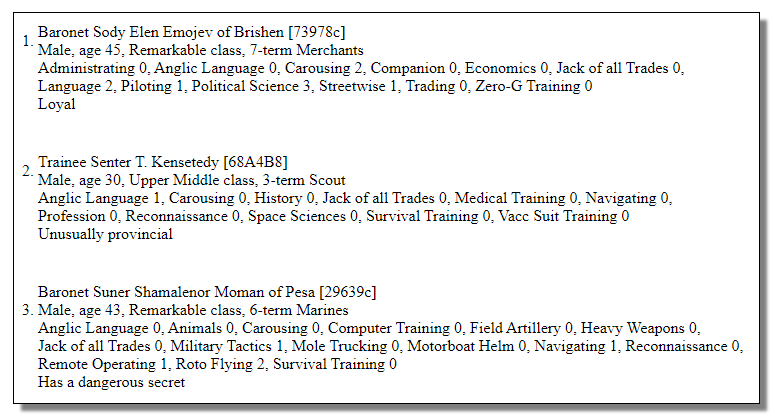 1. Baronet Sody Elen Emojev of Brishen [73978c]
Male, age 45, Remarkable class, 7-term Merchants
Administrating 0, Anglic Language 0, Carousing 2, Companion 0, Economics 0, Jack of all Trades 0,
Language 2, Piloting 1, Political Science 3, Streetwise 1, Trading 0, Zero-G Training 0
Loyal
2. Trainee Senter T. Kensetedy [68A4B8]
Male, age 30, Upper Middle class, 3-term Scout
Anglic Language 1, Carousing 0, History 0, Jack of all Trades 0, Medical Training 0, Navigating 0,
Profession 0, Reconnaissance 0, Space Sciences 0, Survival Training 0, Vacc Suit Training 0
Unusually provincial
Baronet Suner Shamalenor Moman of Pesa [29639c]
3. Male, age 43, Remarkable class, 6-term Marines
Anglic Language 0, Animals 0, Carousing 0, Computer Training 0, Field Artillery 0, Heavy Weapons 0,
Jack of all Trades 0, Military Tactics 1, Mole Trucking 0, Motorboat Helm 0, Navigating 1, Reconnaissance 0,
Remote Operating 1, Roto Flying 2, Survival Training 0
Has a dangerous secret